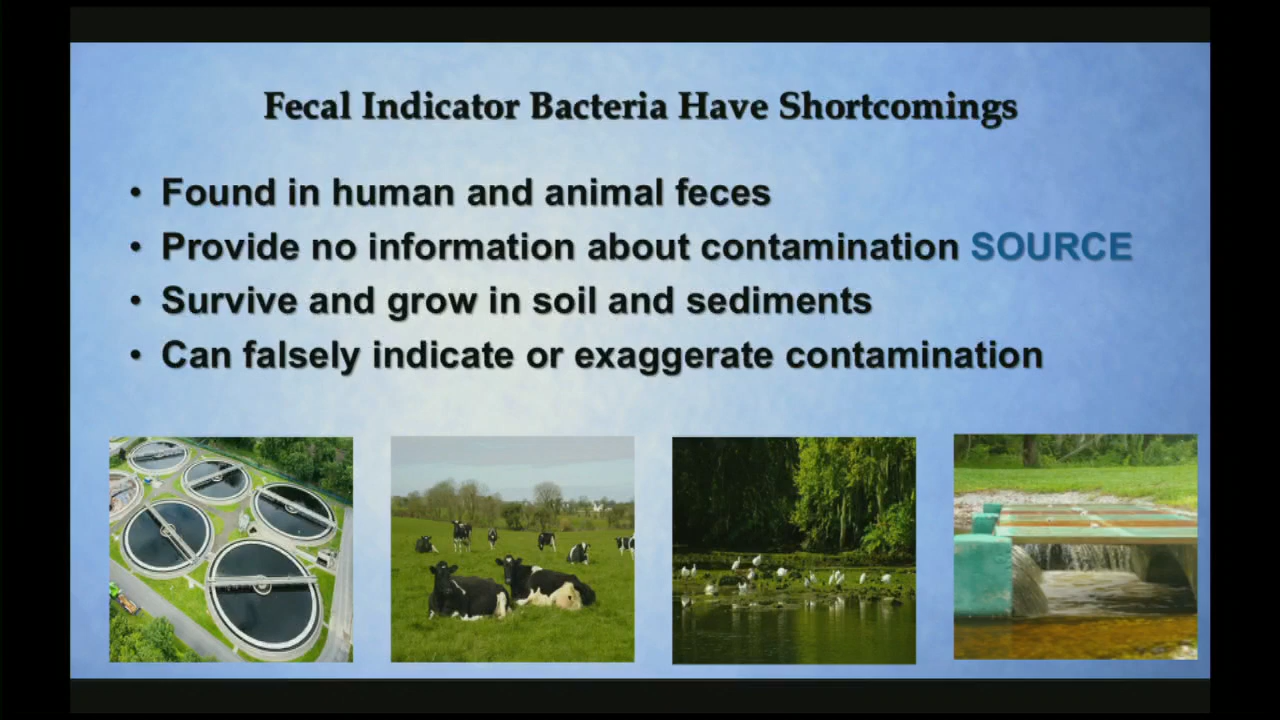 Fecal Indicator Bacteria Have Shortcomings
• Found in human and animal feces
• Provide no information about contamination SOURCE
• Survive and grow in soil and sediments
• Can falsely indicate or exaggerate contamination